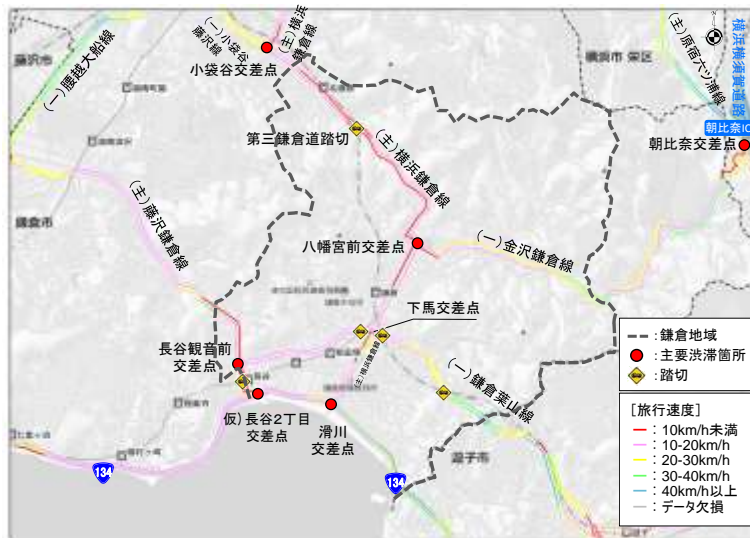 (一)小袋谷
藤沢線
(主)横浜
鎌倉線
藤沢市
(一)腰越大船線
小袋谷交差点
横浜市 栄区
(主)原宿六ツ浦線
横浜横須賀道路
朝比奈IC
朝比奈交差点
第三鎌倉道踏切
(主)横浜鎌倉線
(主)藤沢鎌倉線
鎌倉市
八幡宮前交差点
(一)金沢鎌倉線
下馬交差点
長谷観音前
交差点
(主)横浜鎌倉線
(一)鎌倉葉山線
仮)長谷2丁目
交差点
滑川
交差点
逗子市
134
134
:鎌倉地域
:主要渋滞箇所
:踏切
[旅行速度]
:10km/h未満
:10-20km/h
:20-30km/h
:30-40km/h
:40km/h以上
:データ欠損